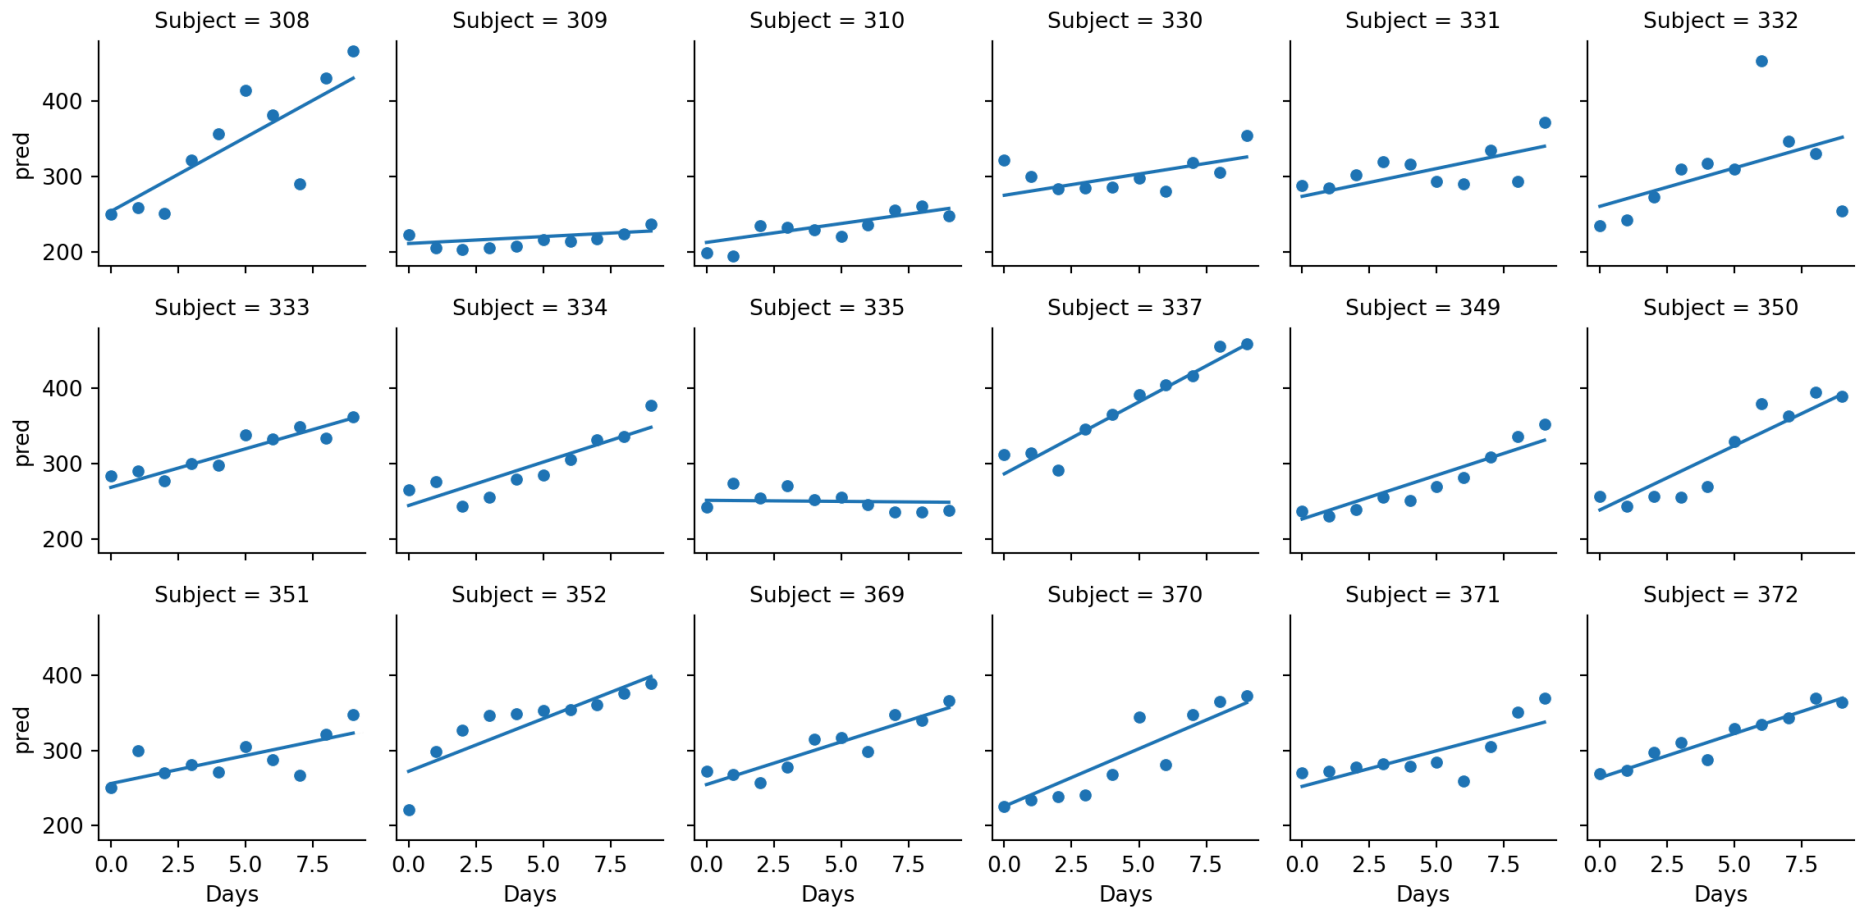 Subject = 308 Subject = 309 Subject = 310 Subject = 330 Subject = 331 Subject = 332
400
300
200
pred
Subject = 333 Subject = 334 Subject = 335 Subject = 337 Subject = 349 Subject = 350
400
300
200
pred
Subject = 351 Subject = 352 Subject = 369 Subject = 370 Subject = 371 Subject = 372
400
300
200
pred
0.0 2.5 5.0 7.5 0.0 2.5 5.0 7.5 0.0 2.5 5.0 7.5 0.0 2.5 5.0 7.5 0.0 2.5 5.0 7.5 0.0 2.5 5.0 7.5
Days Days Days Days Days Days